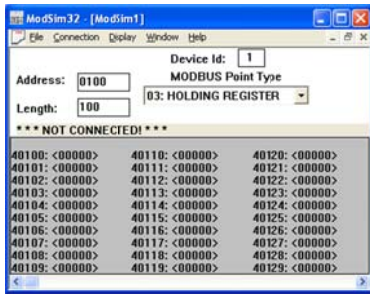 ModSim32 - [ModSim1]
File Connection Display Window Help
Device Id: 1
Address: 0100
MODBUS Point Type
03: HOLDING REGISTER
Length: 100
* * * NOT CONNECTED! * * *
40100: <00000> 40110: <00000> 40120: <00000>
40101: <00000> 40111: <00000> 40121: <00000>
40102: <00000> 40112: <00000> 40122: <00000>
40103: <00000> 40113: <00000> 40123: <00000>
40104: <00000> 40114: <00000> 40124: <00000>
40105: <00000> 40115: <00000> 40125: <00000>
40106: <00000> 40116: <00000> 40126: <00000>
40107: <00000> 40117: <00000> 40127: <00000>
40108: <00000> 40118: <00000> 40128: <00000>
40109: <00000> 40119: <00000> 40129: <00000>